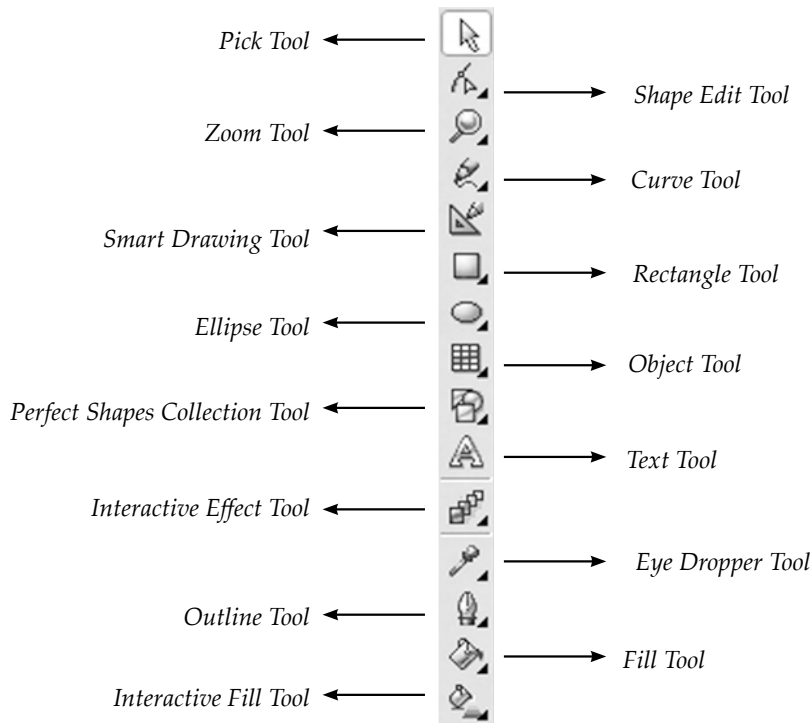 Pick Tool
Shape Edit Tool
Zoom Tool
Curve Tool
Smart Drawing Tool
Rectangle Tool
Ellipse Tool
Object Tool
Perfect Shapes Collection Tool
Text Tool
Interactive Effect Tool
Eye Dropper Tool
Outline Tool
Fill Tool
Interactive Fill Tool